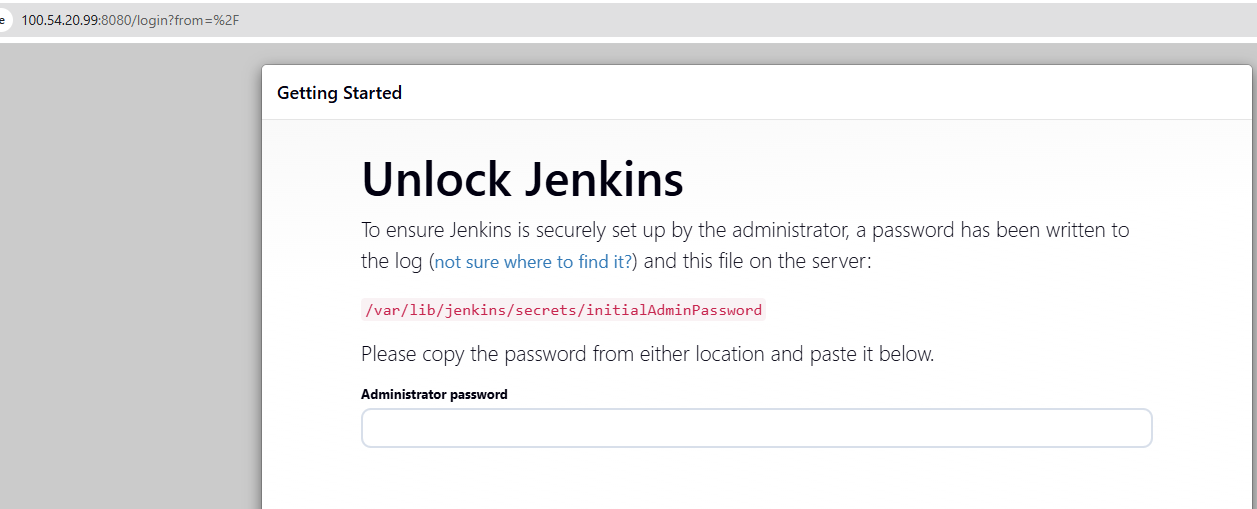 e 100.54.20.99:8080/login?from=%2F
Getting Started
Unlock Jenkins
To ensure Jenkins is securely set up by the administrator, a password has been written to
the log (not sure where to find it?) and this file on the server:
/var/lib/jenkins/secrets/initialAdminPassword
Please copy the password from either location and paste it below.
Administrator password